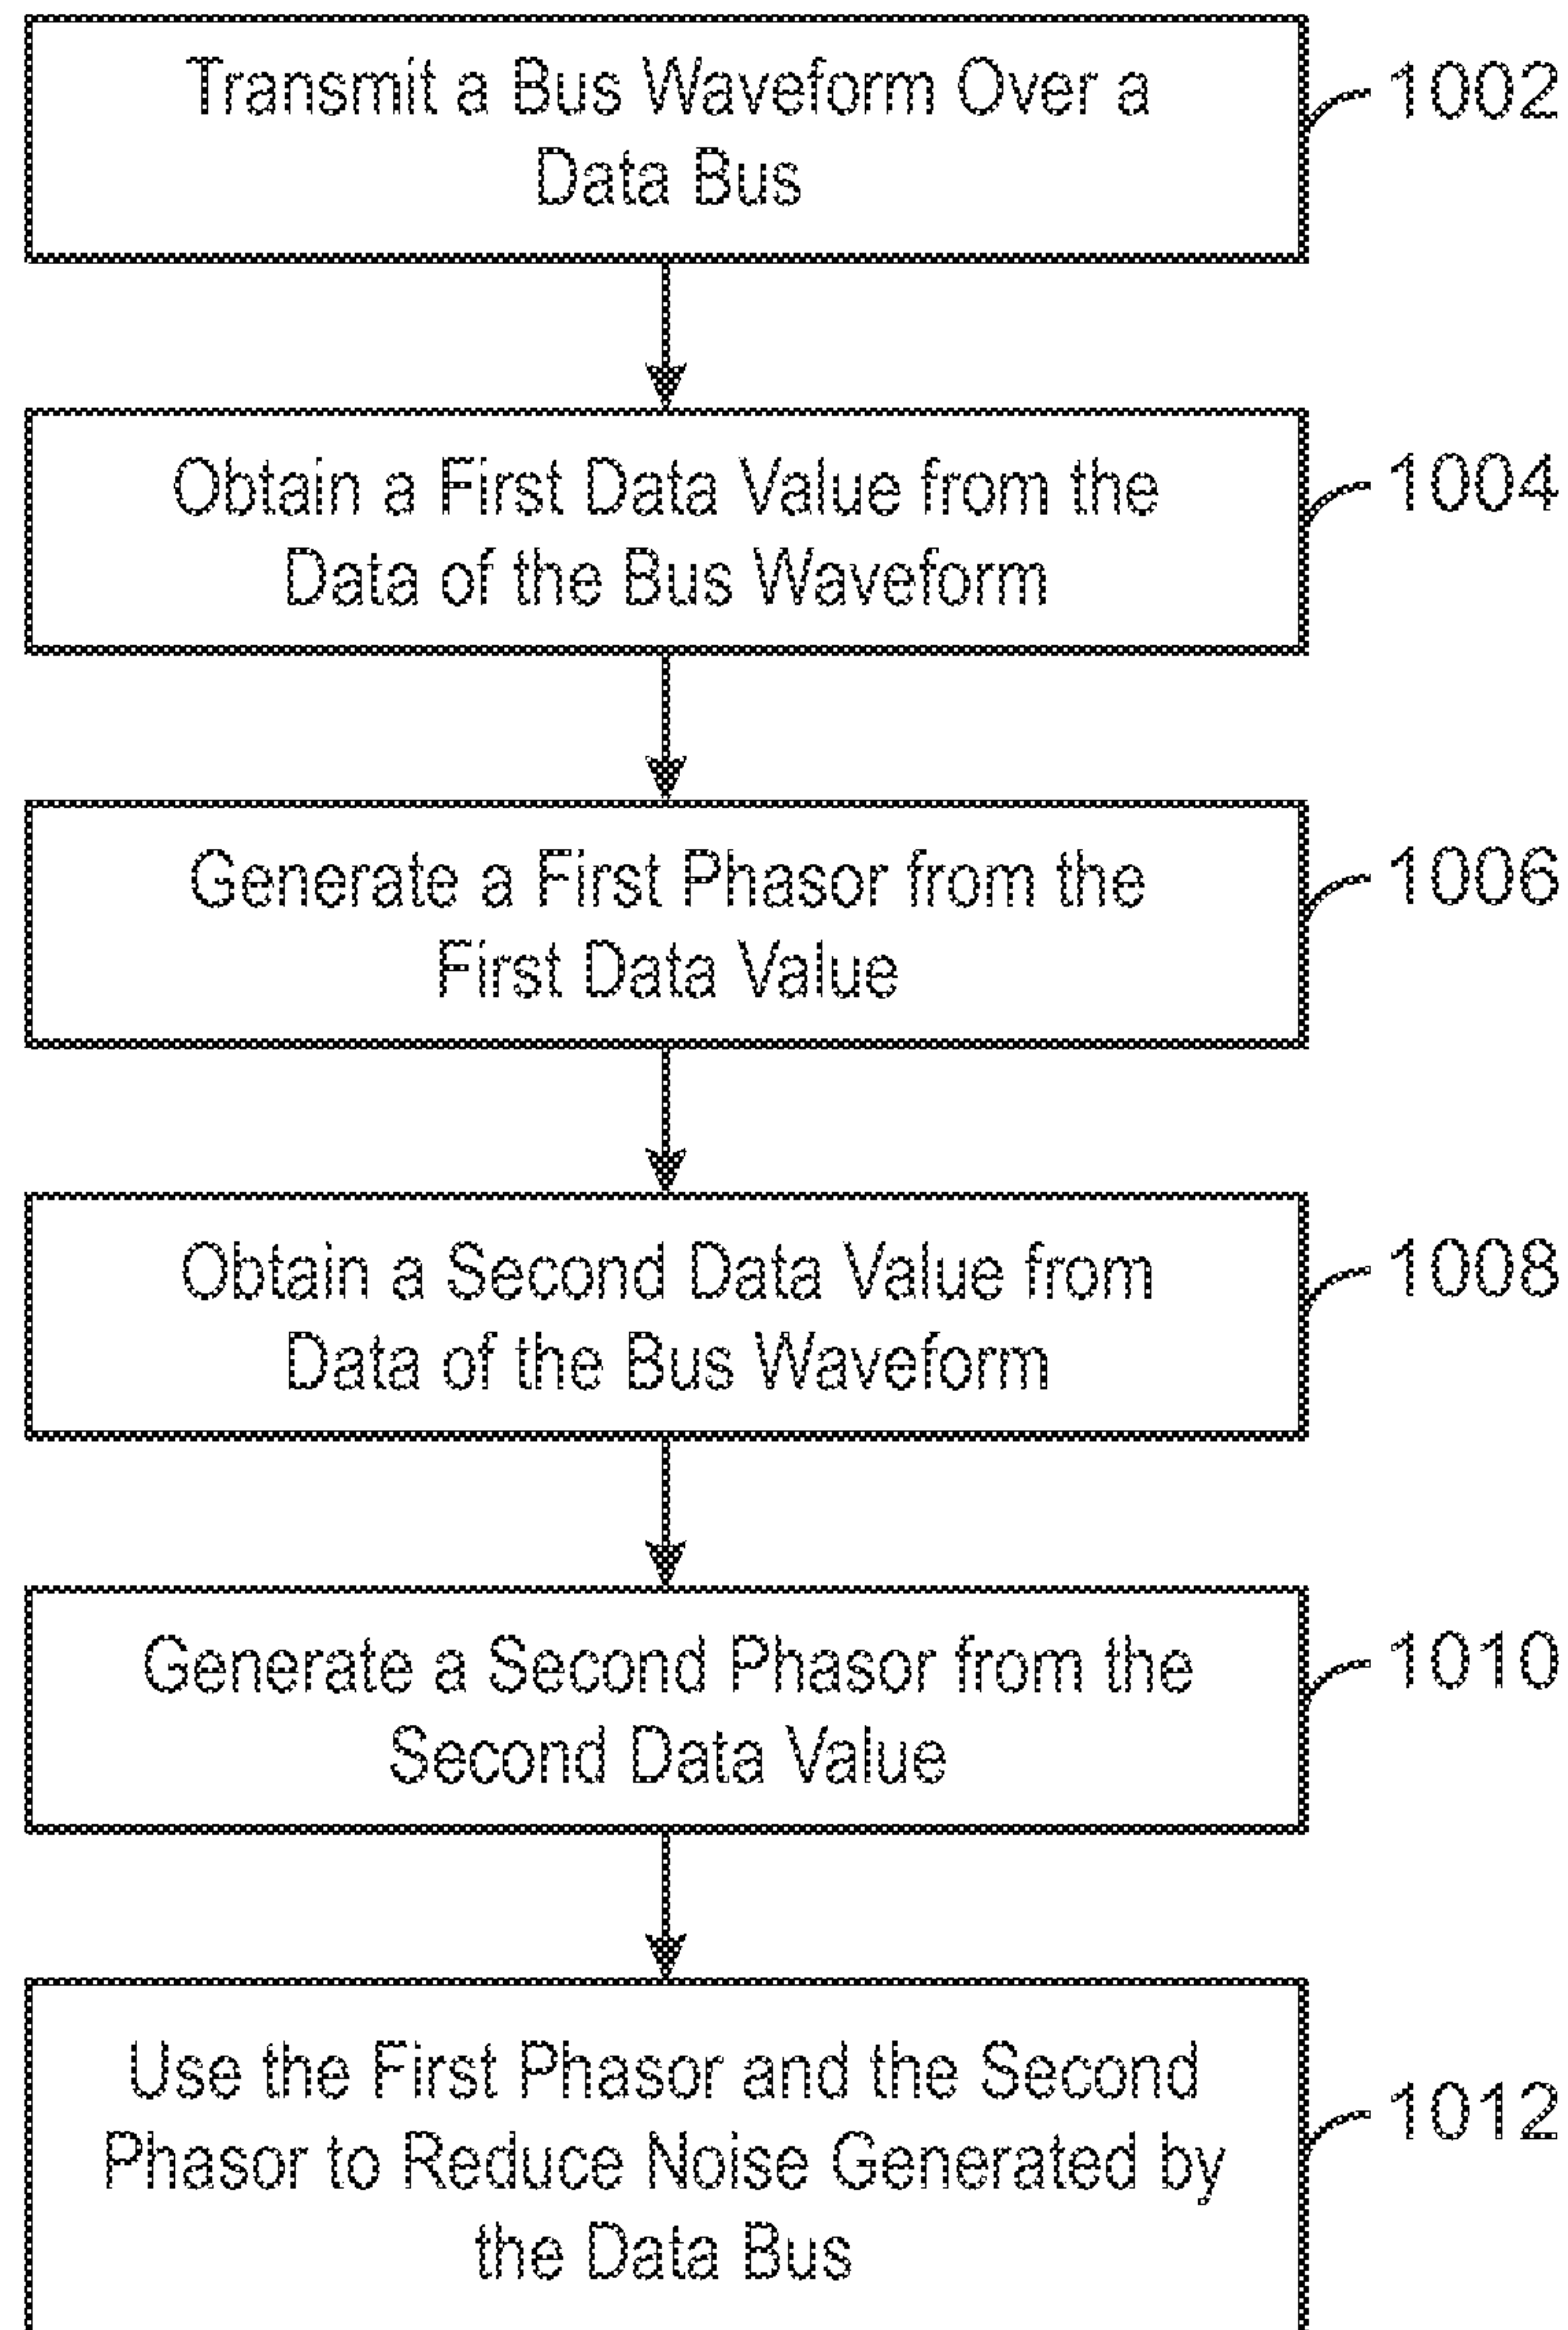 Transmit a Bus Waveform Over a
Data Bus
1002
Obtain a First Data Value from the
Data of the Bus Waveform
1004
Generate a First Phasor from the
First Data Value
1006
Obtain a Second Data Value from
Data of the Bus Waveform
1008
Generate a Second Phasor from the
Second Data Value
1010
Use the First Phasor and the Second
Phasor to Reduce Noise Generated by
the Data Bus
1012